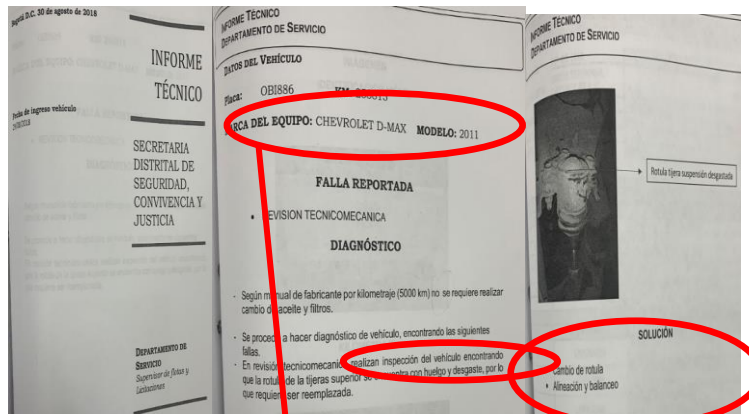 Bogotá D.C. 30 de agosto de 2018
INFORME
TÉCNICO
Fecha de ingreso vehículo
SECRETARIA
DISTRITAL DE
SEGURIDAD,
CONVIVENCIA Y
JUSTICIA
DEPARTAMENTO DE
SERVICIO
Supervisor de flotas y
Licitaciones
INFORME TÉCNICO
DEPARTAMENTO DE SERVICIO
DATOS DEL VEHÍCULO
Placa: OBI886 KM
MARCA DEL EQUIPO: CHEVROLET D-MAX MODELO: 2011
FALLA REPORTADA
REVISION TECNICOMECANICA
DIAGNÓSTICO
- Según manual de fabricante por kilometraje (5000 km) no se requiere realizar
cambio de aceite y filtros.
- Se procede a hacer diagnóstico de vehículo, encontrando las siguientes
fallas.
- En revisión tecnicomecanica realizan inspección del vehículo encontrando
que la rotula de la tijeras superior se encuentra con huelgo y desgaste, por lo
que requiere ser reemplazada.
INFORME TÉCNICO
DEPARTAMENTO DE SERVICIO
Rotula tijera suspensión desgastada
SOLUCIÓN
Cambio de rotula
• Alineación y balanceo